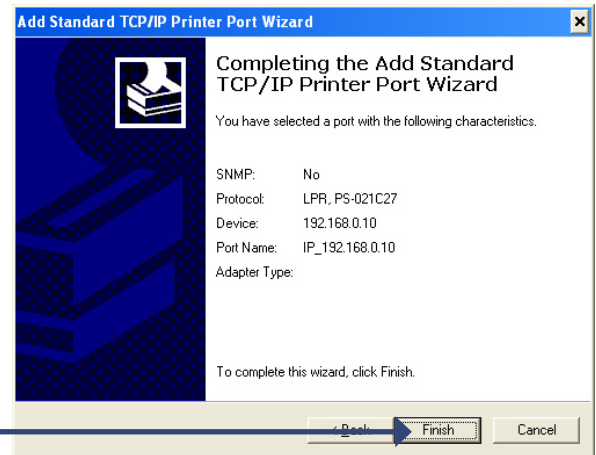 Add Standard TCP/IP Printer Port Wizard
Completing the Add Standard
TCP/IP Printer Port Wizard
You have selected a port with the following characteristics.
SNMP: No
Protocol: LPR, PS-021C27
Device: 192.168.0.10
Port Name: IP_192.168.0.10
Adapter Type:
To complete this wizard, click Finish.
< Back Finish Cancel